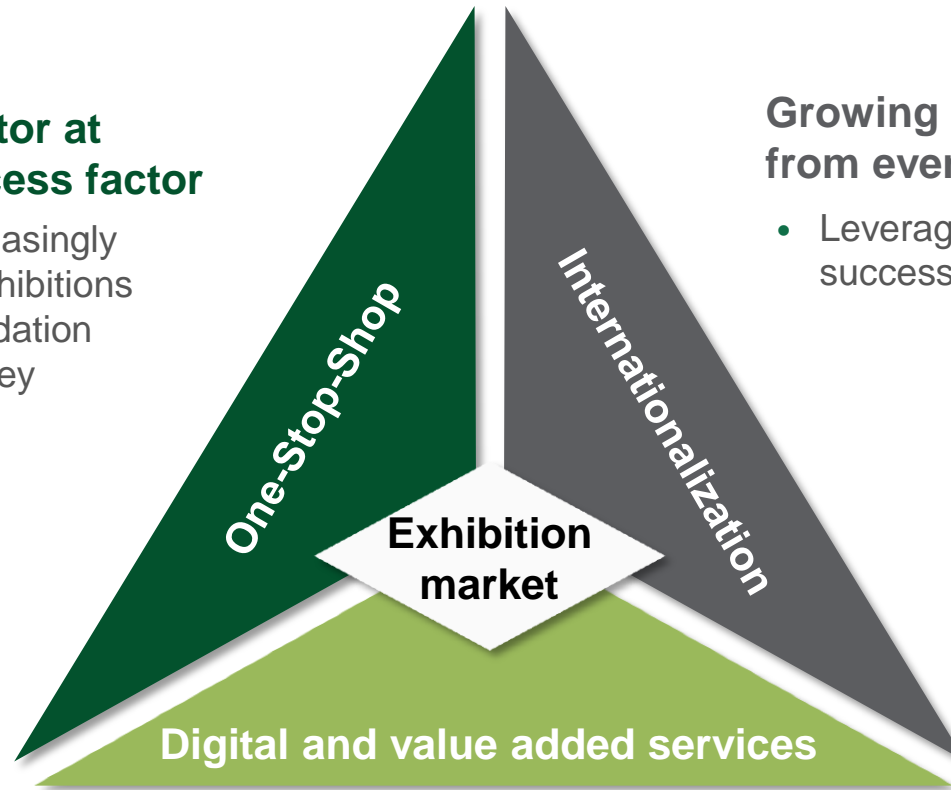 tor at
cess factor
asingly
hibitions
dation
ey
Growing
from ever
• Leverag
success
One-Stop-Shop
Internationalization
Exhibition
market
Digital and value added services